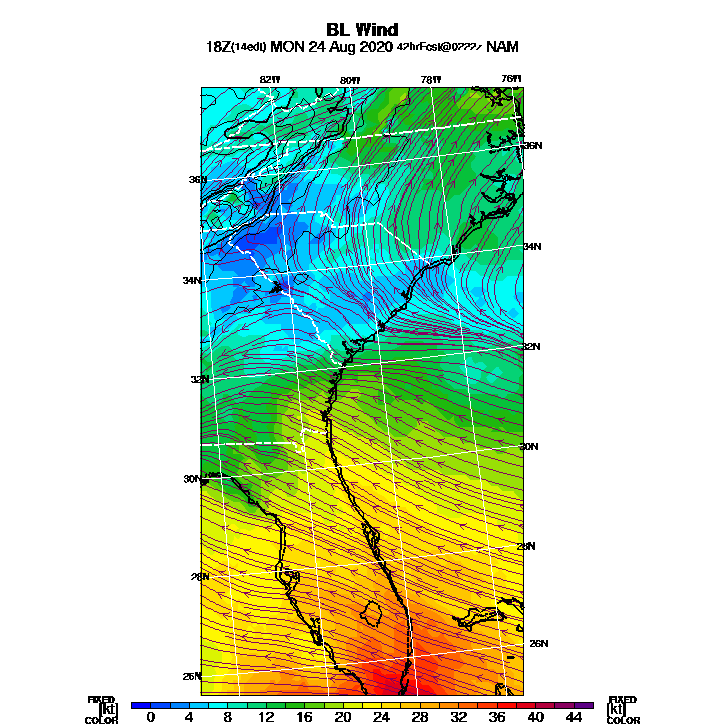 BL Wind
18Z(14edt) MON 24 Aug 2020 42hrFcst@0222z NAM
82W 80W 78W 76W
36N
36N
34N
34N
32N
32N
30N
30N
28N
28N
26N
26N
FIXED FIXED
[kt] 0 4 8 12 16 20 24 28 32 36 40 44 [kt]
COLOR COLOR